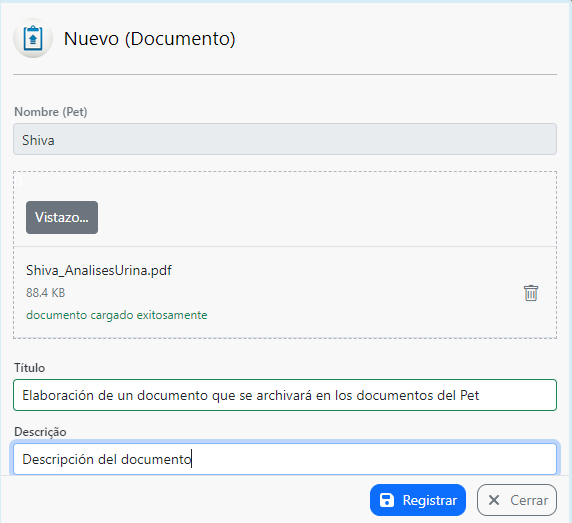 Nuevo (Documento)
Nombre (Pet)
Shiva
Vistazo...
Shiva_AnalisesUrina.pdf
88.4 KB
documento cargado exitosamente
Título
Elaboración de un documento que se archivará en los documentos del Pet
Descrição
Descripción del documento
Registrar
Cerrar